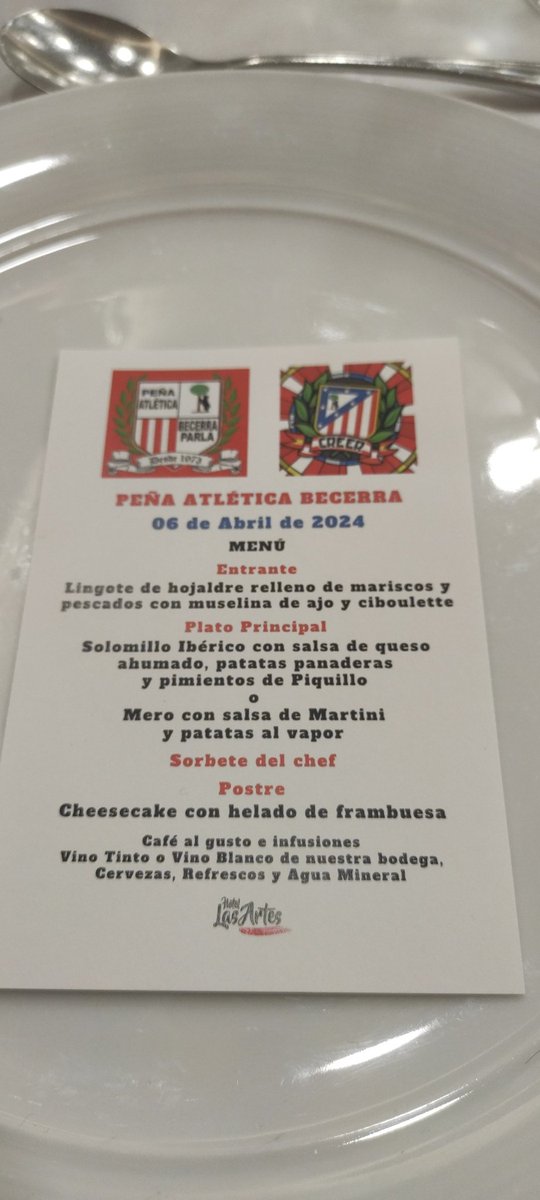 PEÑA
ATLÉTICA
BECERRA
PARLA
Desde 1973
CREER
PEÑA ATLÉTICA BECERRA
06 de Abril de 2024
MENÚ
Entrante
Lingote de hojaldre relleno de mariscos y
pescados con muselina de ajo y ciboulette
Plato Principal
Solomillo Ibérico con salsa de queso
ahumado, patatas panaderas
y pimientos de Piquillo
o
Mero con salsa de Martini
y patatas al vapor
Sorbete del chef
Postre
Cheesecake con helado de frambuesa
Café al gusto e infusiones
Vino Tinto o Vino Blanco de nuestra bodega,
Cervezas, Refrescos y Agua Mineral
Hotel
Las Artes